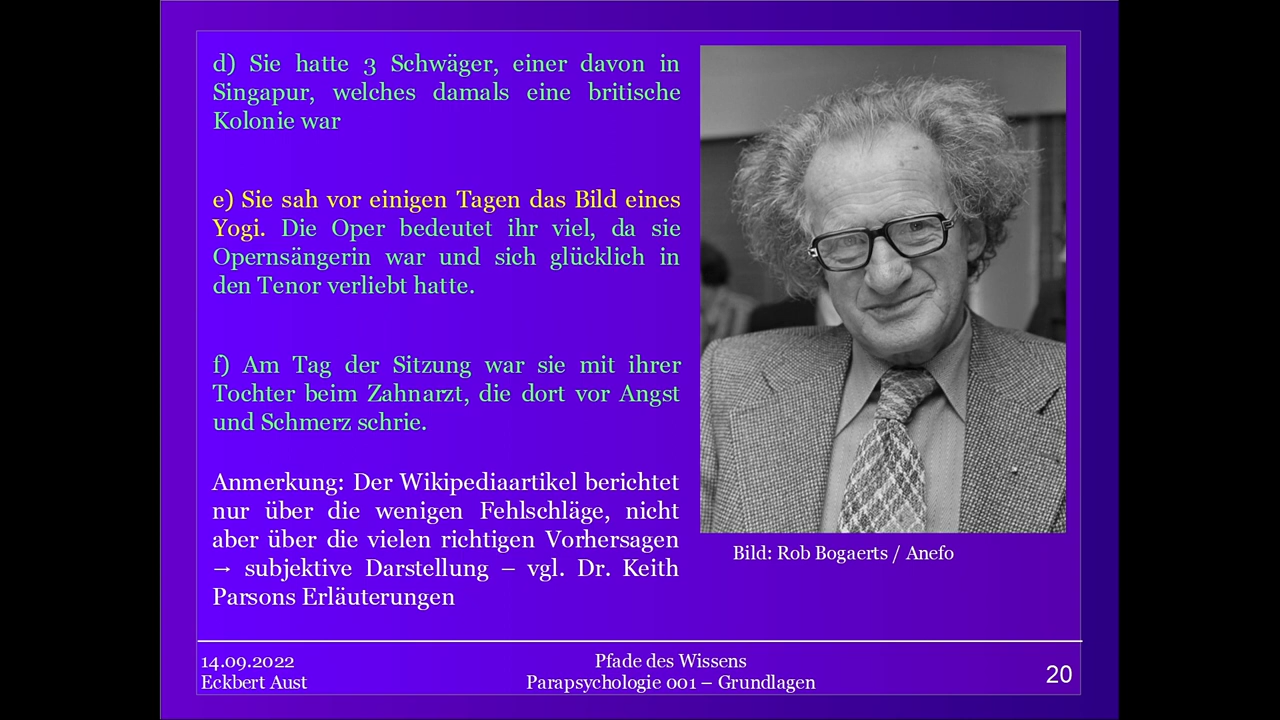 d) Sie hatte 3 Schwäger, einer davon in
Singapur, welches damals eine britische
Kolonie war
e) Sie sah vor einigen Tagen das Bild eines
Yogi. Die Oper bedeutet ihr viel, da sie
Opernsängerin war und sich glücklich in
den Tenor verliebt hatte.
f) Am Tag der Sitzung war sie mit ihrer
Tochter beim Zahnarzt, die dort vor Angst
und Schmerz schrie.
Anmerkung: Der Wikipediaartikel berichtet
nur über die wenigen Fehlschläge, nicht
aber über die vielen richtigen Vorhersagen
→ subjektive Darstellung – vgl. Dr. Keith
Parsons Erläuterungen
Bild: Rob Bogaerts / Anefo
14.09.2022
Eckbert Aust
Pfade des Wissens
Parapsychologie 001 – Grundlagen
20